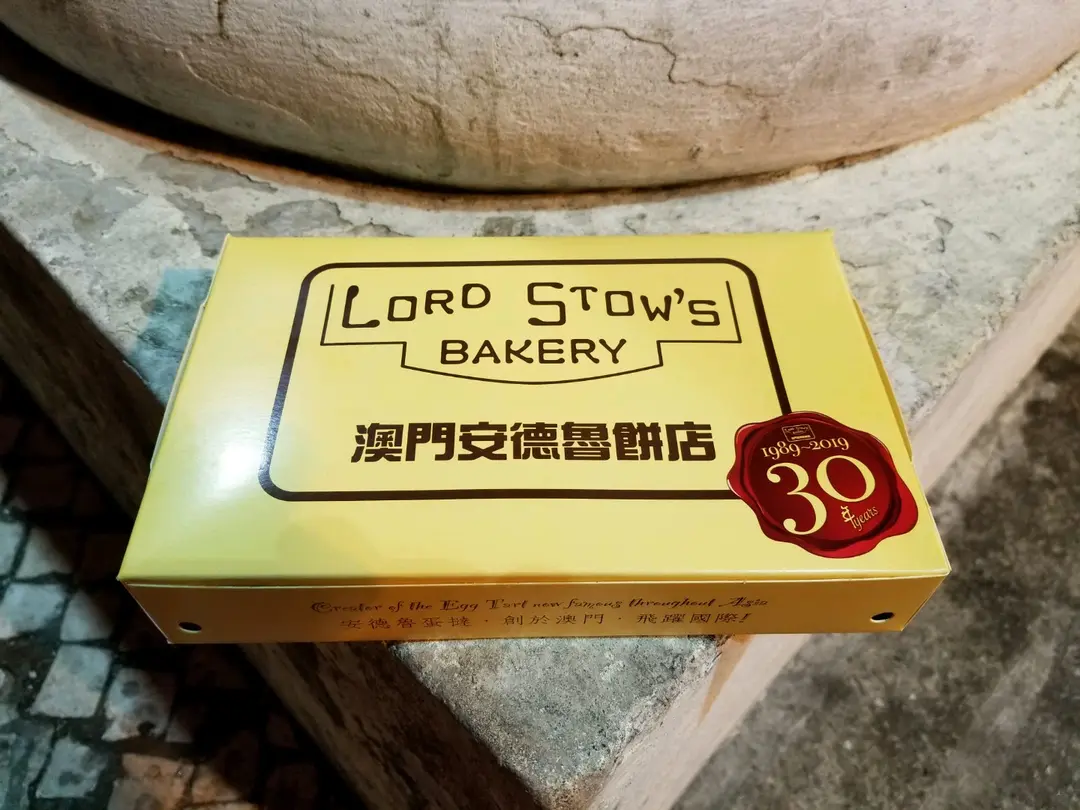 LORD STOW'S
BAKERY
澳門安德魯餅店
1989~2019
30
年
years
Creator of the Egg Tart now famous throughout Asia
安德魯蛋撻．創於澳門．飛躍國際！